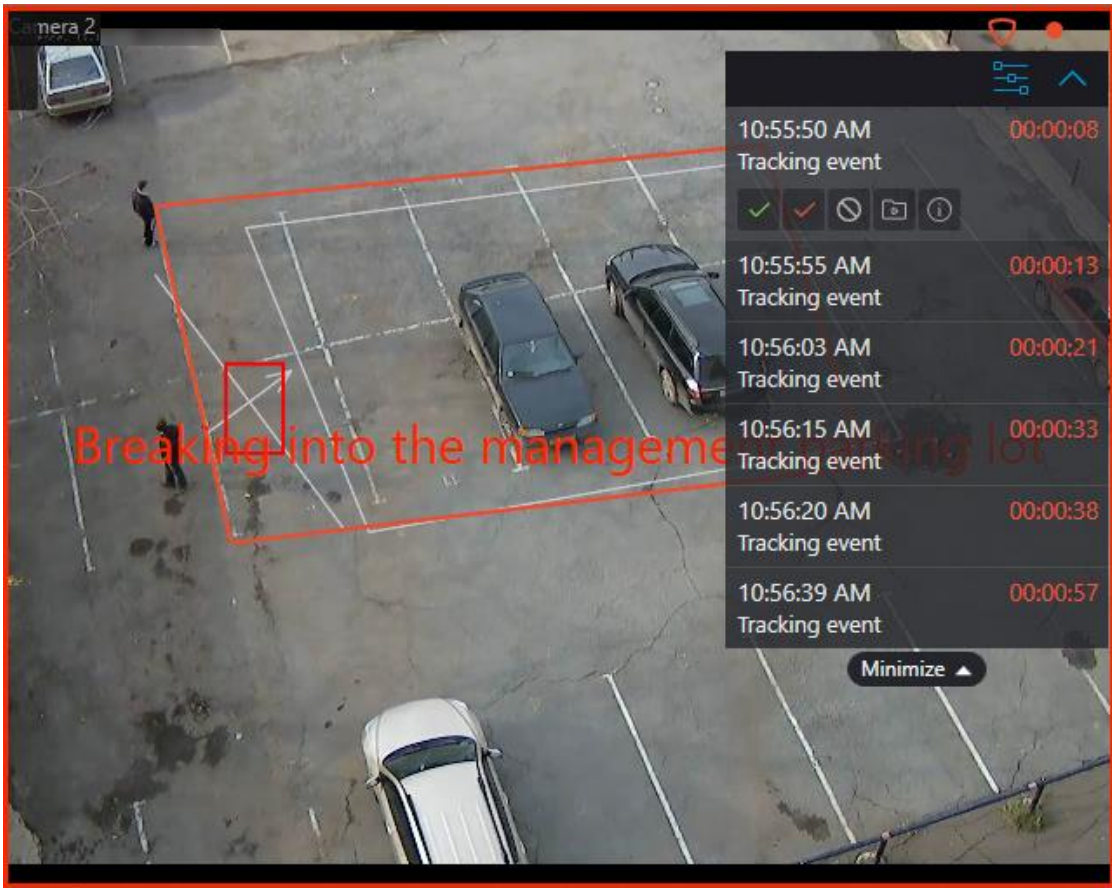 Camera 2
10:55:50 AM 00:00:08
Tracking event
10:55:55 AM 00:00:13
Tracking event
10:56:03 AM 00:00:21
Tracking event
10:56:15 AM 00:00:33
Tracking event
10:56:20 AM 00:00:38
Tracking event
10:56:39 AM 00:00:57
Tracking event
Minimize
Breaking into the management parking lot